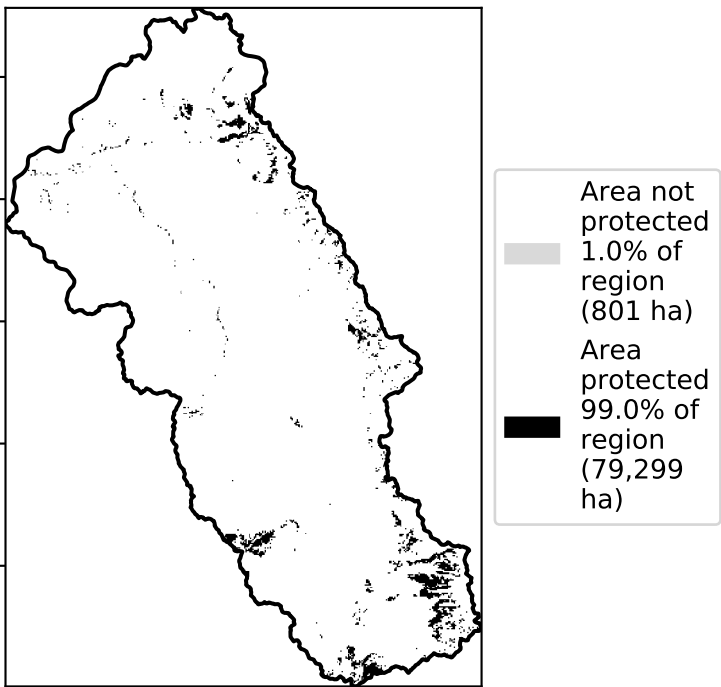 Area not
protected
1.0% of
region
(801 ha)
Area
protected
99.0% of
region
(79,299
ha)